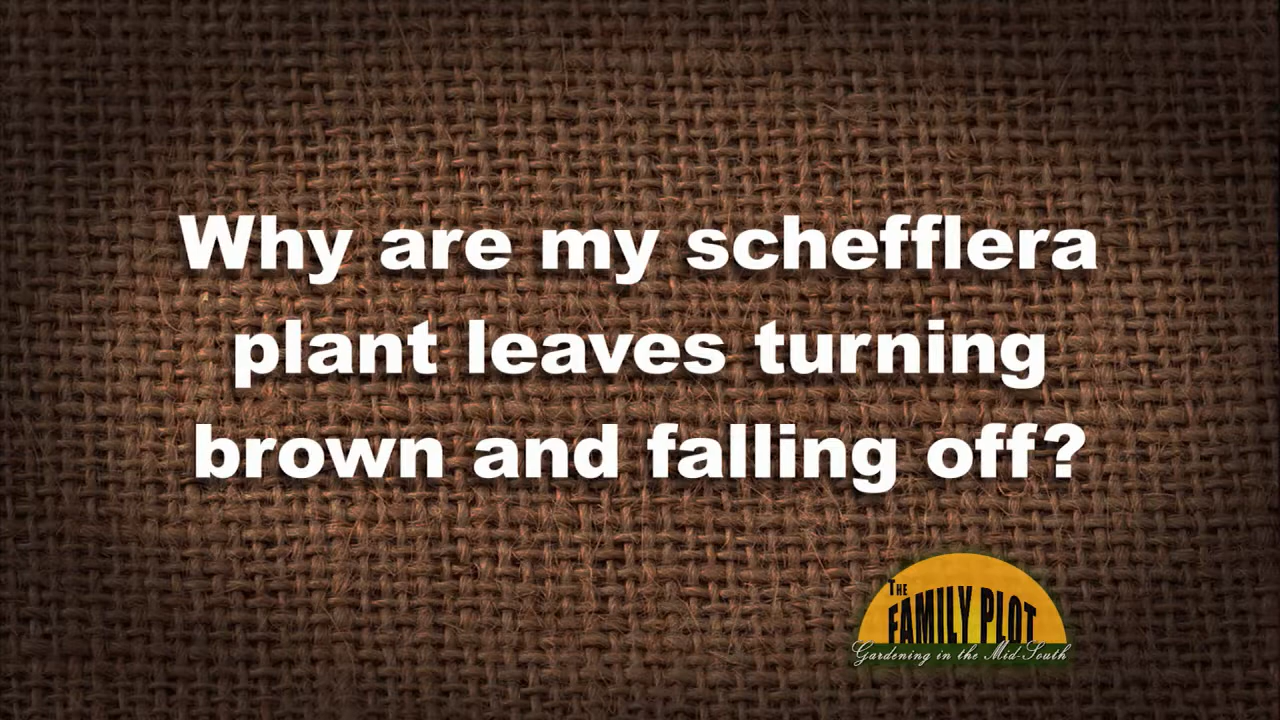 Why are my schefflera
plant leaves turning
brown and falling off?
The
FAMILY PLOT
Gardening in the Mid-South